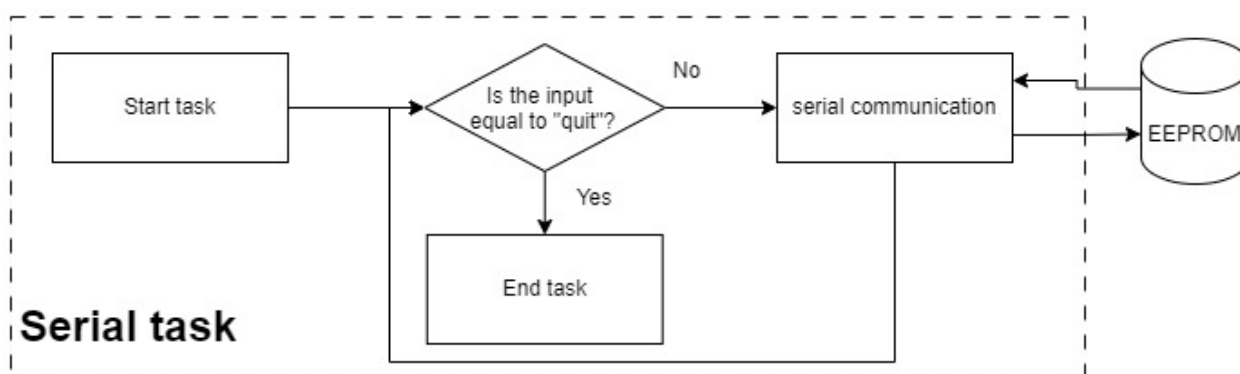 Start task
Is the input
equal to "quit"?
No
serial communication
EEPROM
Yes
End task
Serial task